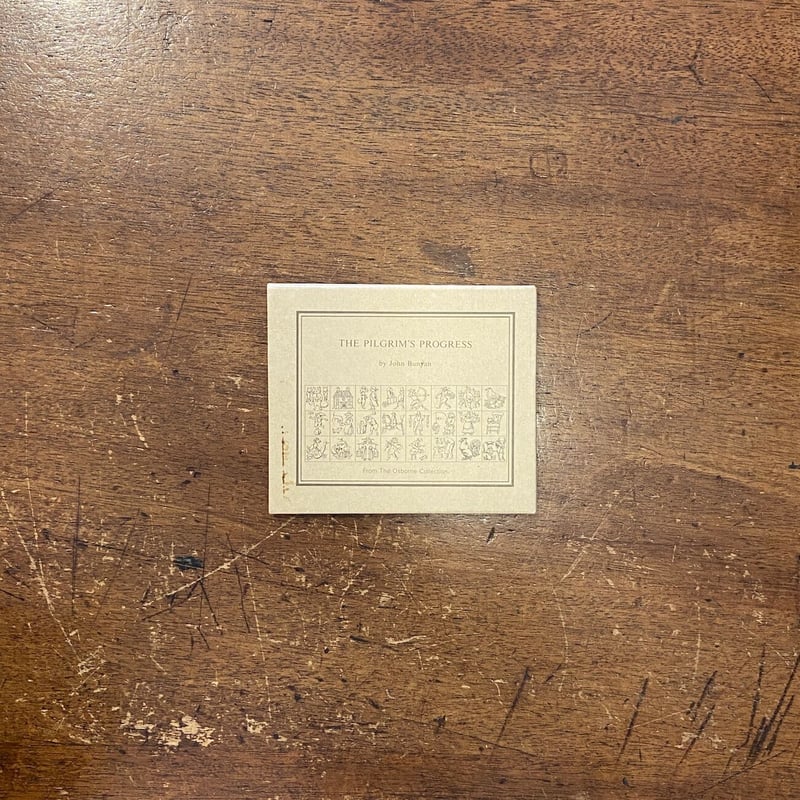 THE PILGRIM'S PROGRESS
by John Bunyan
From The Osborne Collection